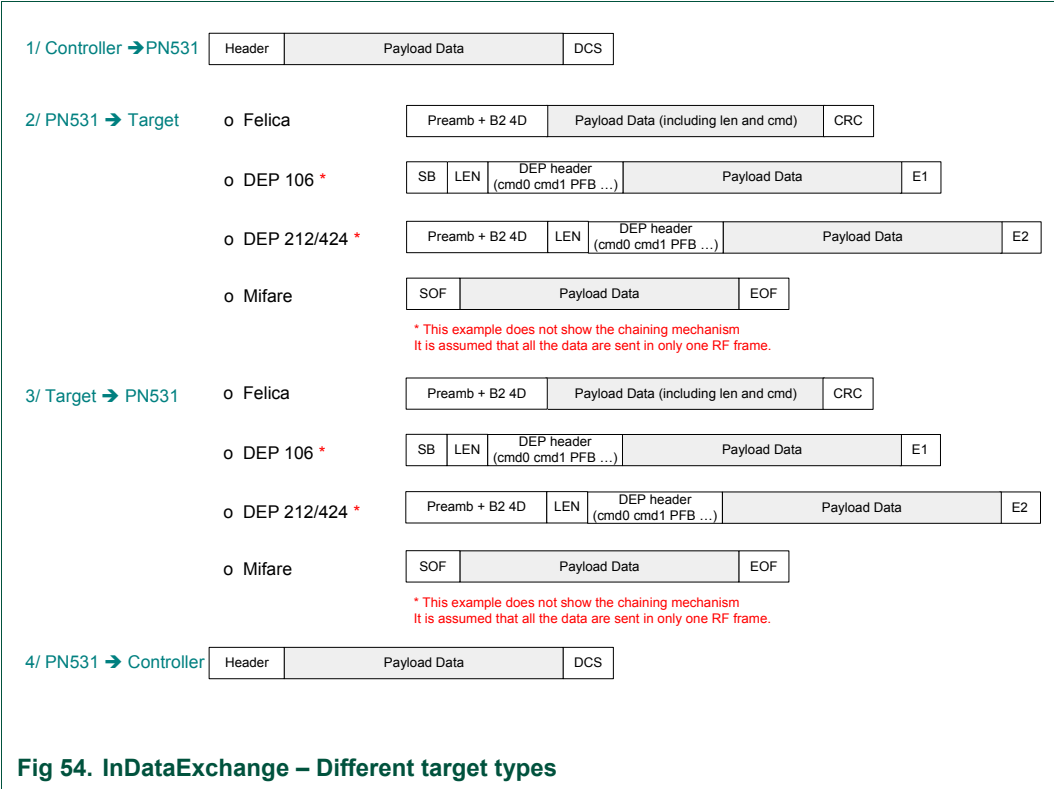 1/ Controller ➔PN531 Header Payload Data DCS
2/ PN531 ➔ Target o Felica Preamb + B2 4D Payload Data (including len and cmd) CRC
o DEP 106 * SB LEN DEP header
(cmd0 cmd1 PFB …) Payload Data E1
o DEP 212/424 * Preamb + B2 4D LEN DEP header
(cmd0 cmd1 PFB …) Payload Data E2
o Mifare SOF Payload Data EOF
* This example does not show the chaining mechanism
It is assumed that all the data are sent in only one RF frame.
3/ Target ➔ PN531 o Felica Preamb + B2 4D Payload Data (including len and cmd) CRC
o DEP 106 * SB LEN DEP header
(cmd0 cmd1 PFB …) Payload Data E1
o DEP 212/424 * Preamb + B2 4D LEN DEP header
(cmd0 cmd1 PFB …) Payload Data E2
o Mifare SOF Payload Data EOF
* This example does not show the chaining mechanism
It is assumed that all the data are sent in only one RF frame.
4/ PN531 ➔ Controller Header Payload Data DCS
Fig 54. InDataExchange – Different target types